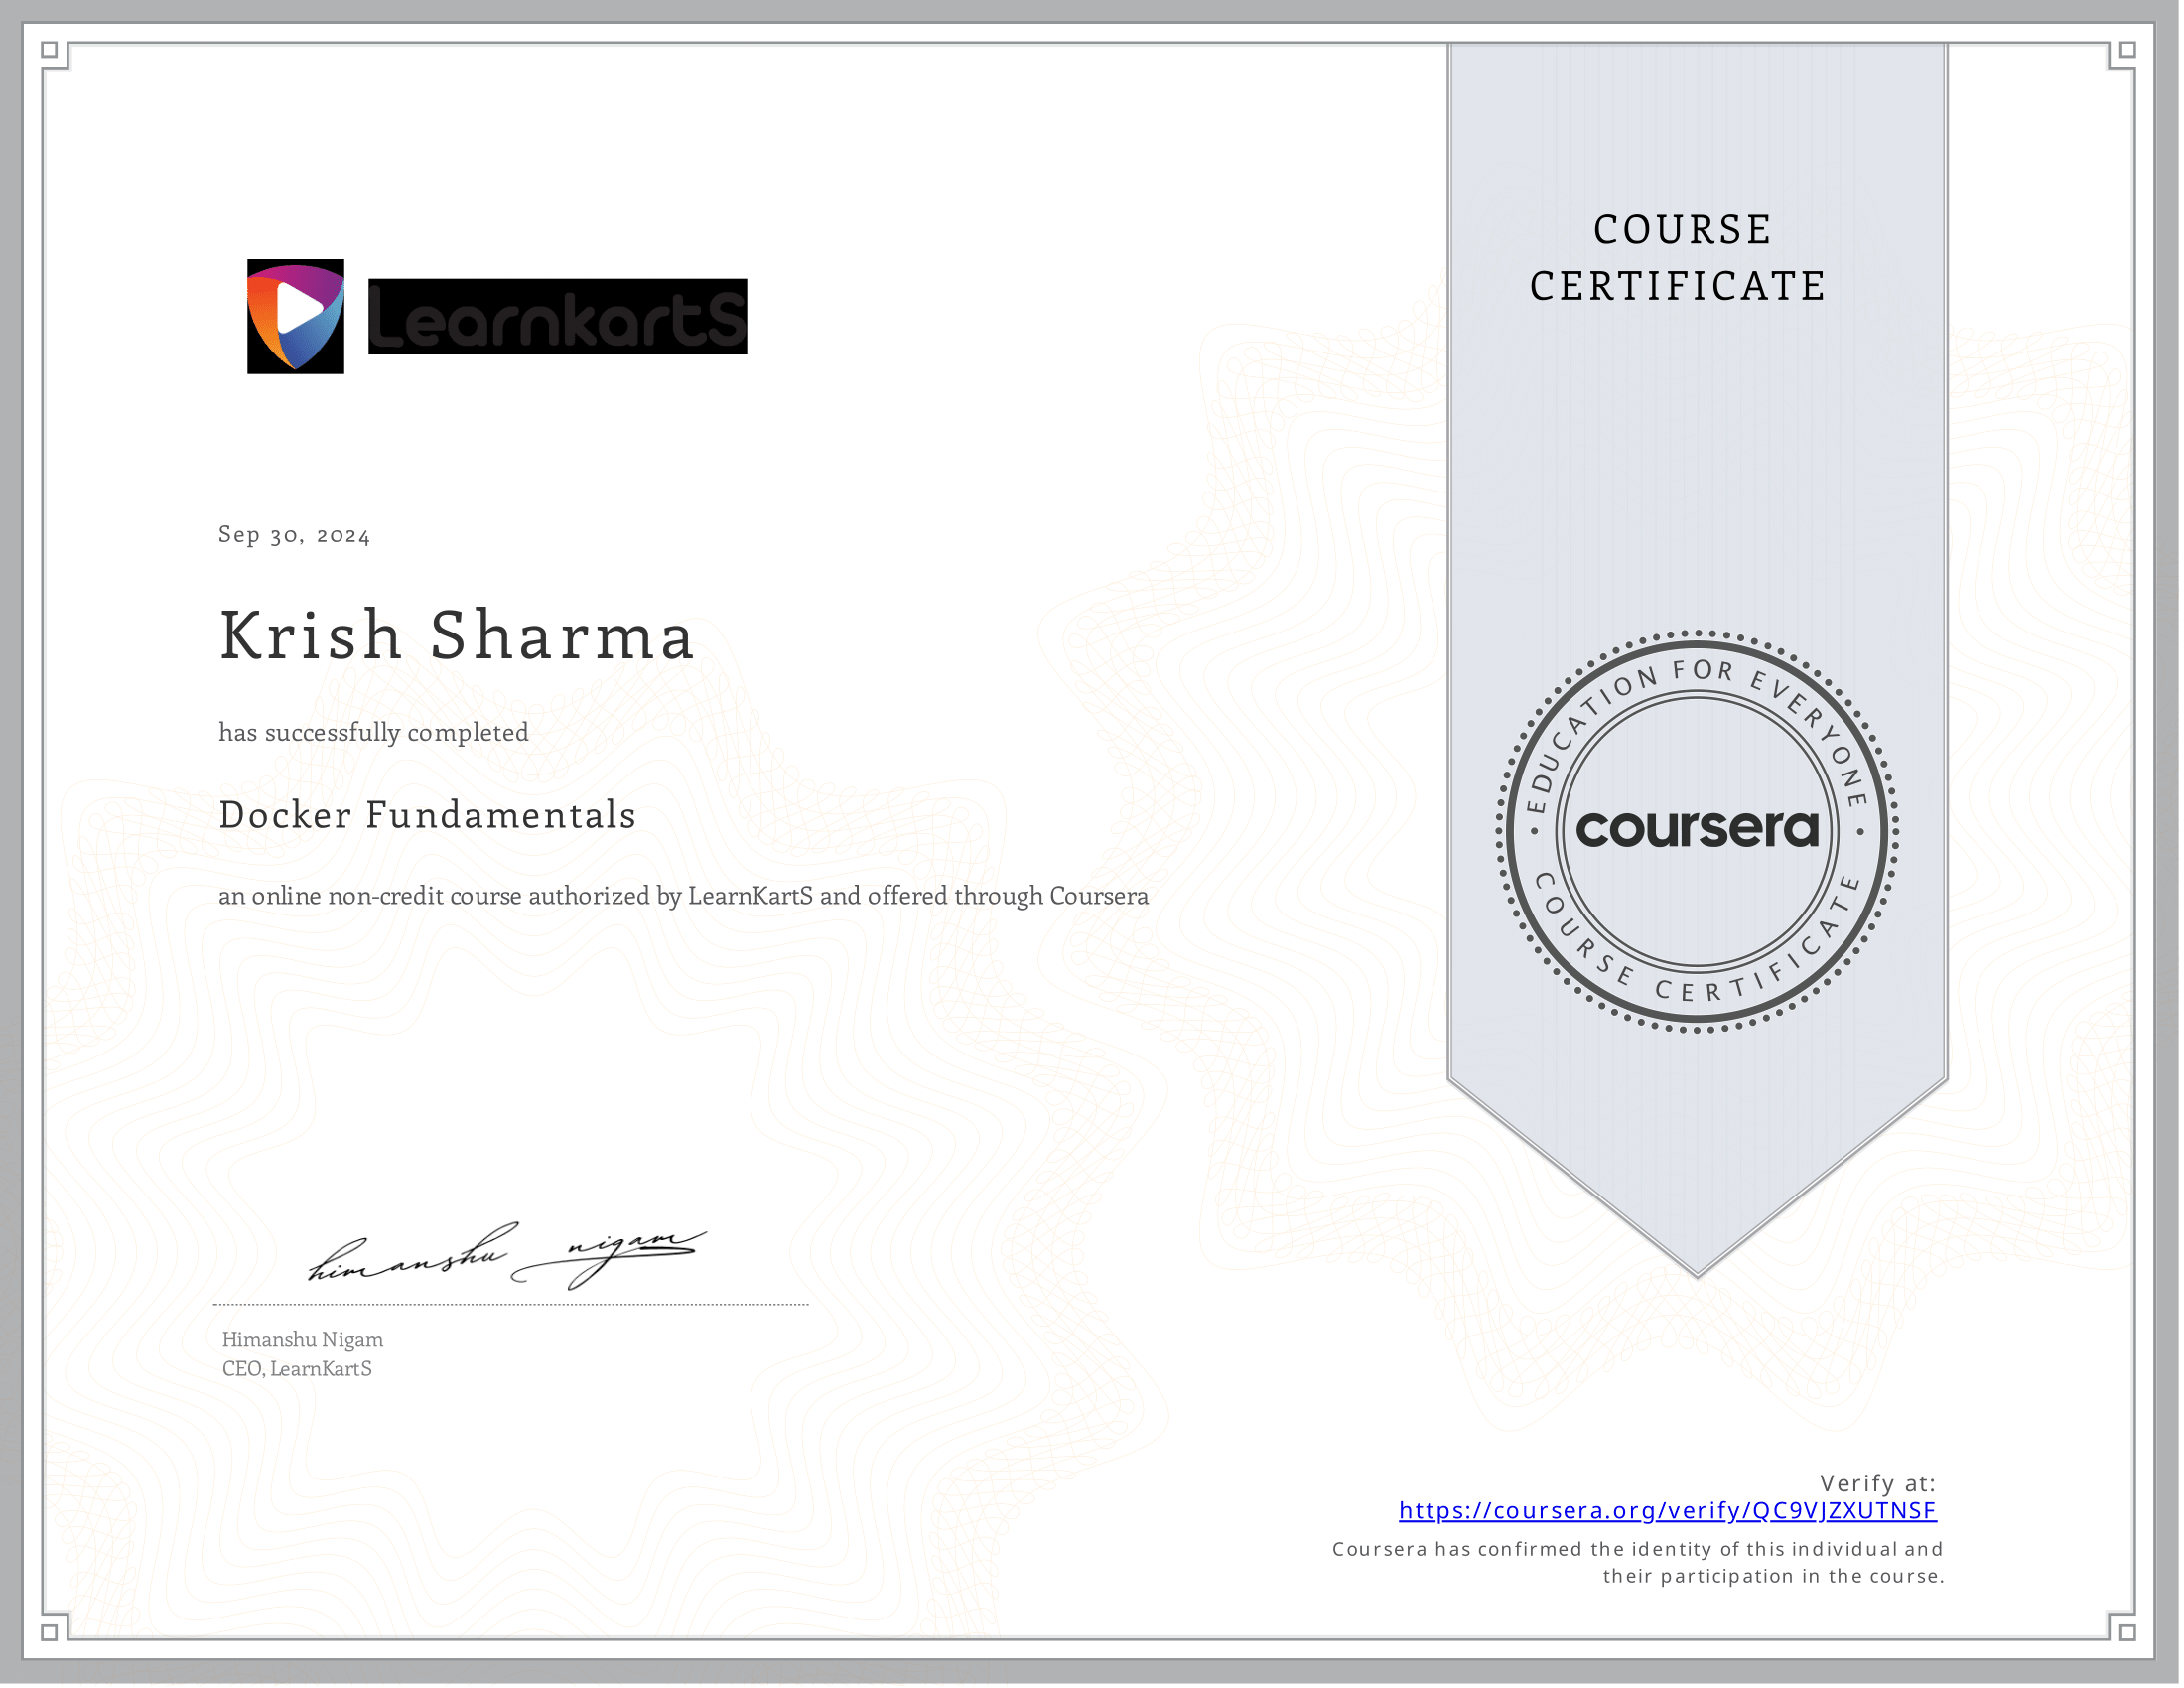 LearnkartS
COURSE
CERTIFICATE
Sep 30, 2024
Krish Sharma
has successfully completed
Docker Fundamentals
an online non-credit course authorized by LearnKartS and offered through Coursera
EDUCATION FOR EVERYONE
coursera
COURSE CERTIFICATE
himanshu nigam
Himanshu Nigam
CEO, LearnKartS
Verify at:
https://coursera.org/verify/QC9VJZXUTNSF
Coursera has confirmed the identity of this individual and
their participation in the course.